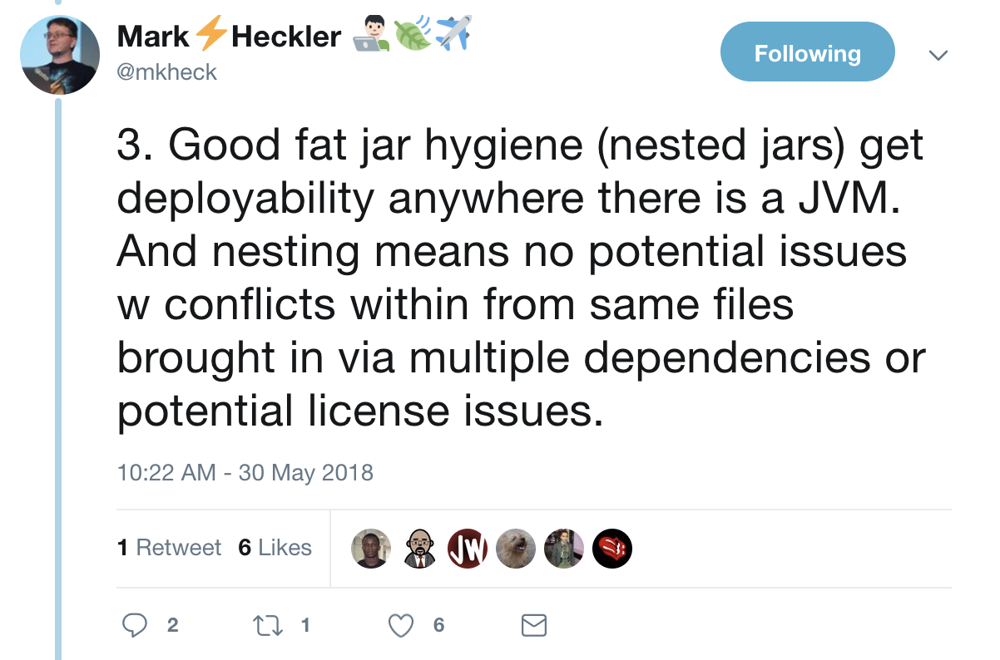 Mark⚡Heckler 👨🏻‍💻🍃✈️
@mkheck
Following
3. Good fat jar hygiene (nested jars) get
deployability anywhere there is a JVM.
And nesting means no potential issues
w conflicts within from same files
brought in via multiple dependencies or
potential license issues.
10:22 AM - 30 May 2018
1 Retweet 6 Likes
JW
2 1 6